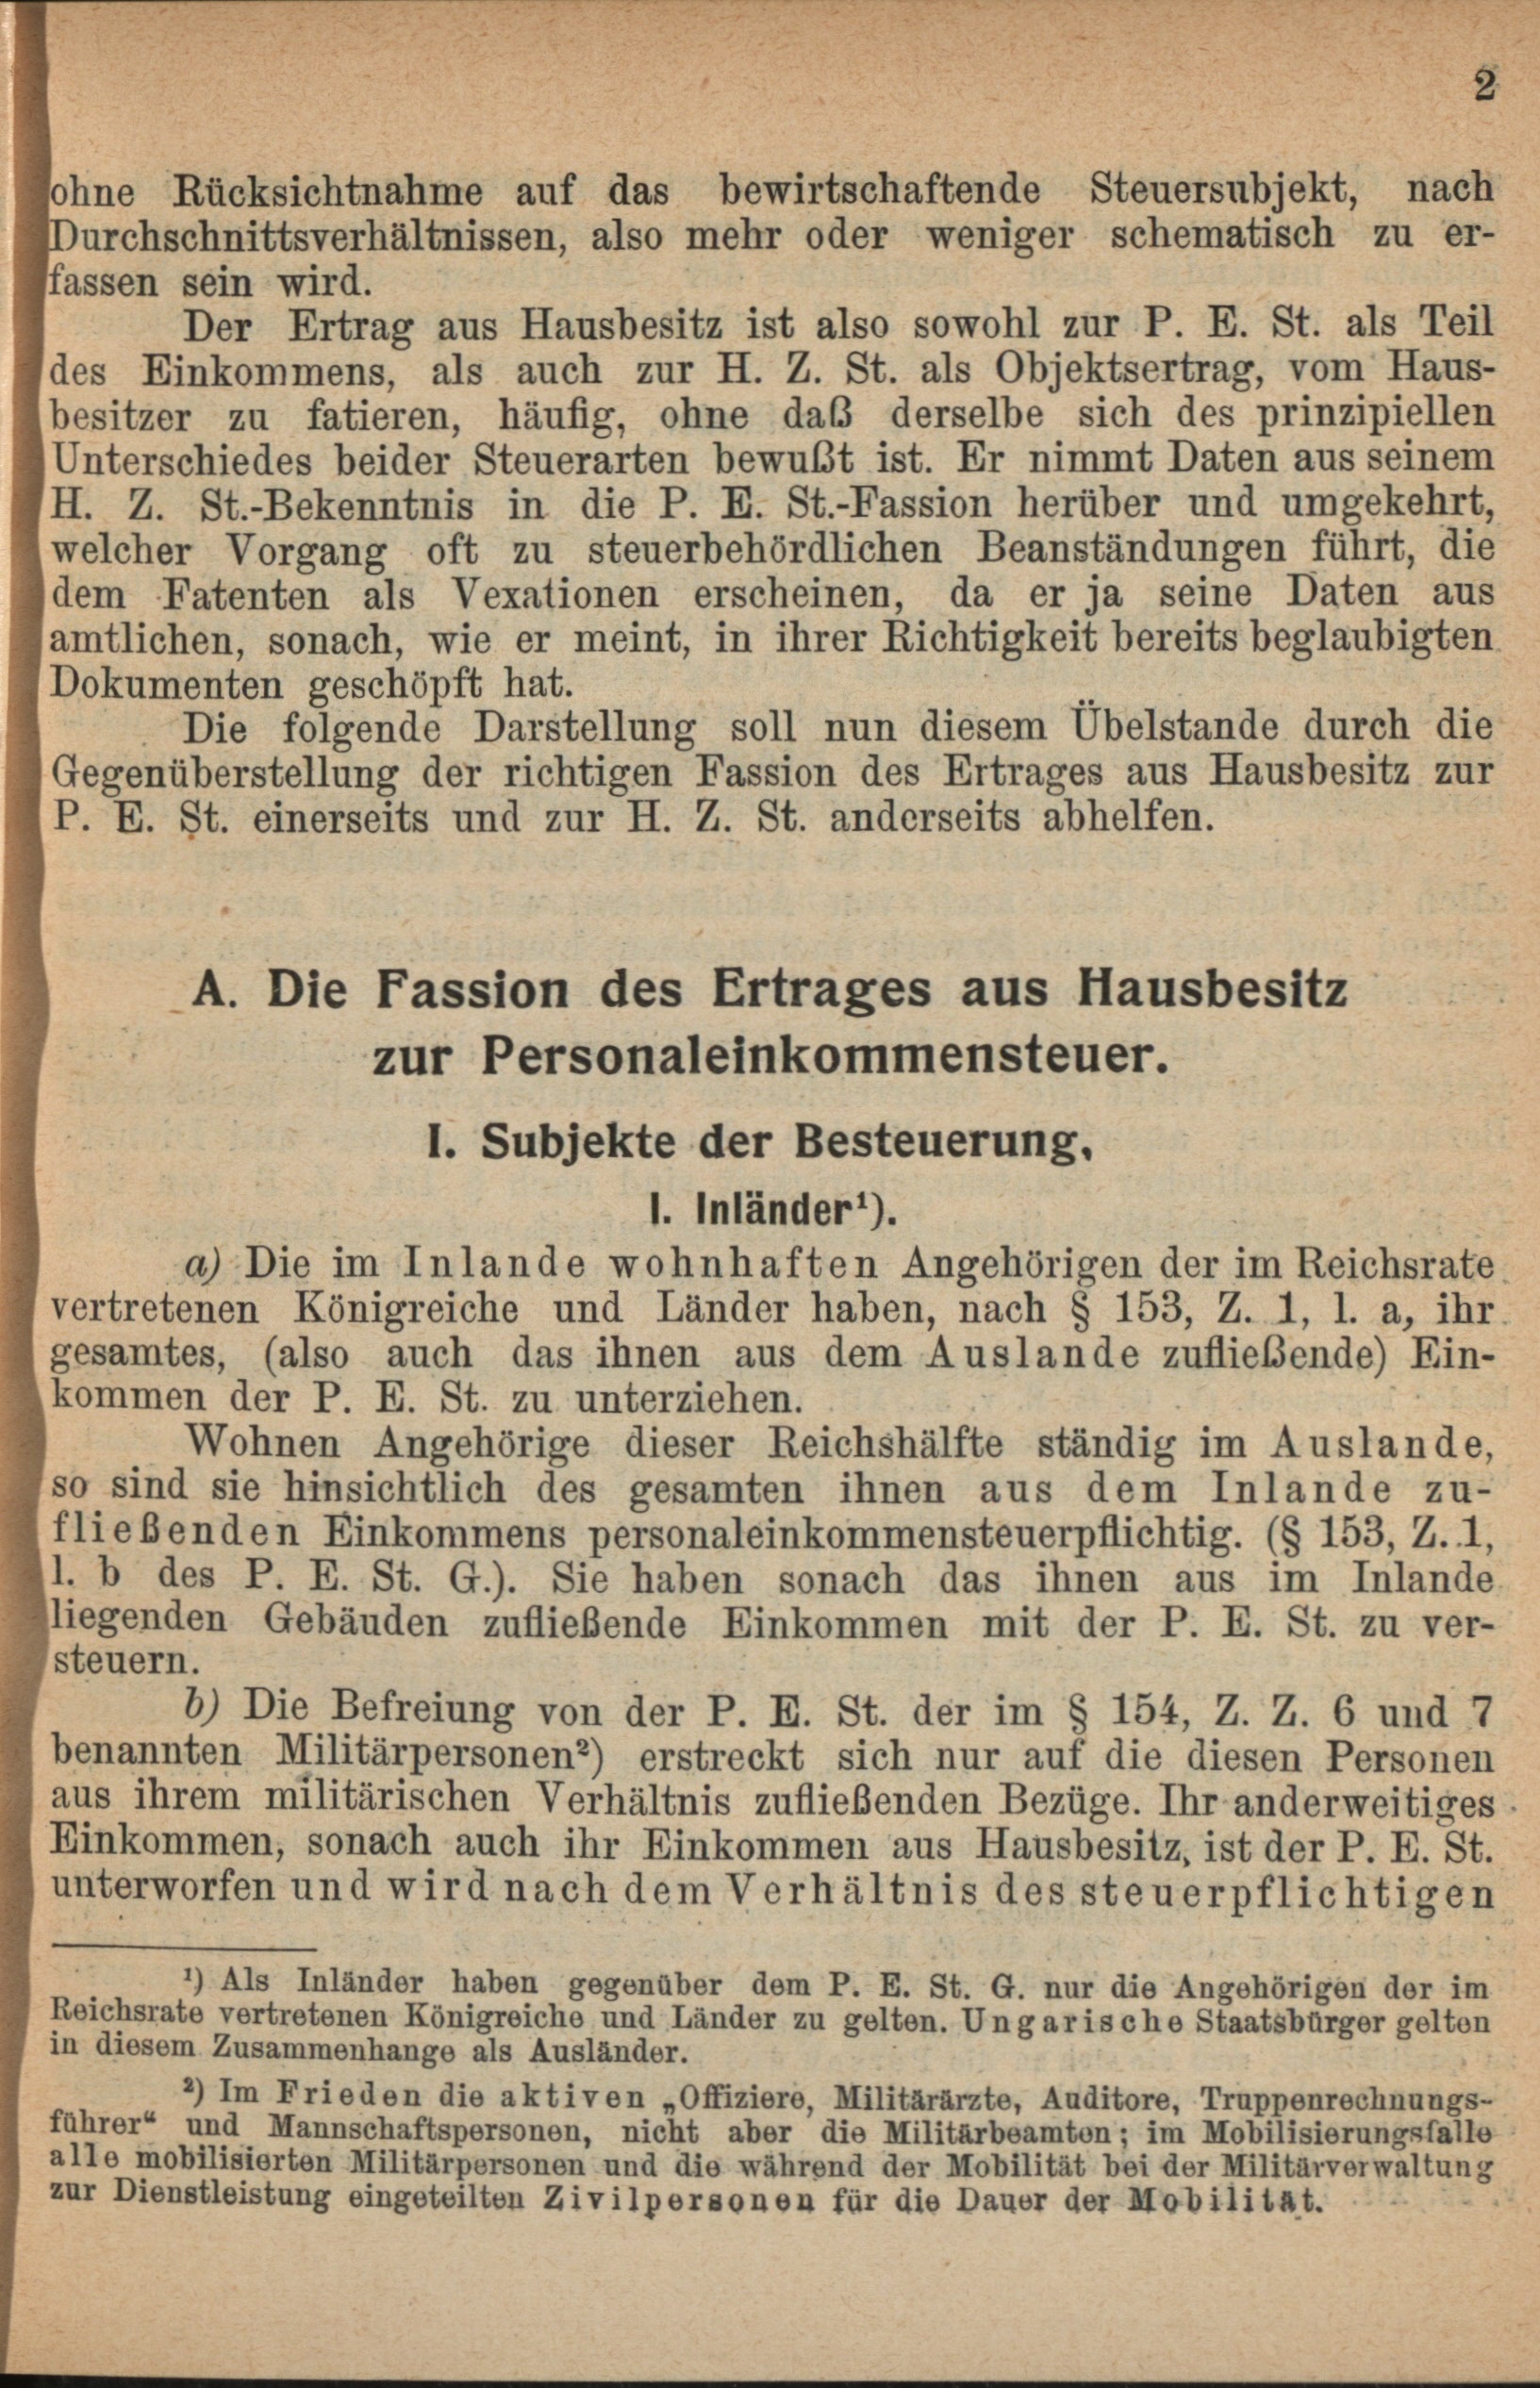 2
ohne Rücksichtnahme auf das bewirtschaftende Steuersubjekt, nach
Durchschnittsverhältnissen, also mehr oder weniger schematisch zu er-
fassen sein wird.
Der Ertrag aus Hausbesitz ist also sowohl zur P. E. St. als Teil
des Einkommens, als auch zur H. Z. St. als Objektsertrag, vom Haus-
besitzer zu fatieren, häufig, ohne daß derselbe sich des prinzipiellen
Unterschiedes beider Steuerarten bewußt ist. Er nimmt Daten aus seinem
H. Z. St.-Bekenntnis in die P. E. St.-Fassion herüber und umgekehrt,
welcher Vorgang oft zu steuerbehördlichen Beanständungen führt, die
dem Fatenten als Vexationen erscheinen, da er ja seine Daten aus
amtlichen, sonach, wie er meint, in ihrer Richtigkeit bereits beglaubigten
Dokumenten geschöpft hat.
Die folgende Darstellung soll nun diesem Übelstande durch die
Gegenüberstellung der richtigen Fassion des Ertrages aus Hausbesitz zur
P. E. St. einerseits und zur H. Z. St. anderseits abhelfen.
A. Die Fassion des Ertrages aus Hausbesitz
zur Personaleinkommensteuer.
I. Subjekte der Besteuerung.
1. Inländer¹).
a) Die im Inlande wohnhaften Angehörigen der im Reichsrate
vertretenen Königreiche und Länder haben, nach § 153, Z. 1, l. a, ihr
gesamtes, (also auch das ihnen aus dem Auslande zufließende) Ein-
kommen der P. E. St. zu unterziehen.
Wohnen Angehörige dieser Reichshälfte ständig im Auslande,
so sind sie hinsichtlich des gesamten ihnen aus dem Inlande zu-
fließenden Einkommens personaleinkommensteuerpflichtig. (§ 153, Z. 1,
l. b des P. E. St. G.). Sie haben sonach das ihnen aus im Inlande
liegenden Gebäuden zufließende Einkommen mit der P. E. St. zu ver-
steuern.
b) Die Befreiung von der P. E. St. der im § 154, Z. Z. 6 und 7
benannten Militärpersonen²) erstreckt sich nur auf die diesen Personen
aus ihrem militärischen Verhältnis zufließenden Bezüge. Ihr anderweitiges
Einkommen, sonach auch ihr Einkommen aus Hausbesitz, ist der P. E. St.
unterworfen und wird nach dem Verhältnis des steuerpflichtigen
¹) Als Inländer haben gegenüber dem P. E. St. G. nur die Angehörigen der im
Reichsrate vertretenen Königreiche und Länder zu gelten. Ungarische Staatsbürger gelten
in diesem Zusammenhange als Ausländer.
²) Im Frieden die aktiven „Offiziere, Militärärzte, Auditore, Truppenrechnungs-
führer“ und Mannschaftspersonen, nicht aber die Militärbeamten; im Mobilisierungsfalle
alle mobilisierten Militärpersonen und die während der Mobilität bei der Militärverwaltung
zur Dienstleistung eingeteilten Zivilpersonen für die Dauer der Mobilität.